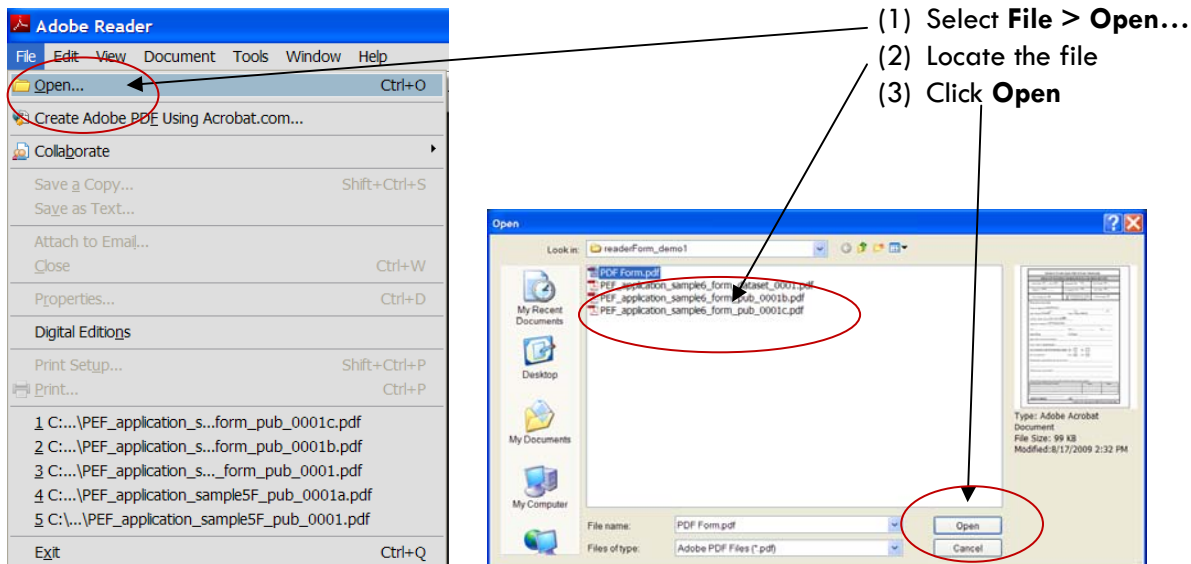 (1) Select File > Open...
(2) Locate the file
(3) Click Open
Adobe Reader
File Edit View Document Tools Window Help
Open... Ctrl+O
Create Adobe PDF Using Acrobat.com...
Collaborate
Save a Copy... Shift+Ctrl+S
Save as Text...
Attach to Email...
Close Ctrl+W
Properties... Ctrl+D
Digital Editions
Print Setup... Shift+Ctrl+P
Print... Ctrl+P
1 C:...\PEF_application_s...form_pub_0001c.pdf
2 C:...\PEF_application_s...form_pub_0001b.pdf
3 C:...\PEF_application_s..._form_pub_0001.pdf
4 C:...\PEF_application_sample5F_pub_0001a.pdf
5 C:\...\PEF_application_sample5F_pub_0001.pdf
Exit Ctrl+Q
Open
Look in: readerForm_demo1
PDF Form.pdf
PEF_application_sample6_form_dataset_0001.pdf
PEF_application_sample6_form_pub_0001b.pdf
PEF_application_sample6_form_pub_0001c.pdf
My Recent
Documents
Desktop
My Documents
My Computer
Type: Adobe Acrobat
Document
File Size: 99 KB
Modified:8/17/2009 2:32 PM
File name: PDF Form.pdf Open
Files of type: Adobe PDF Files (*.pdf) Cancel